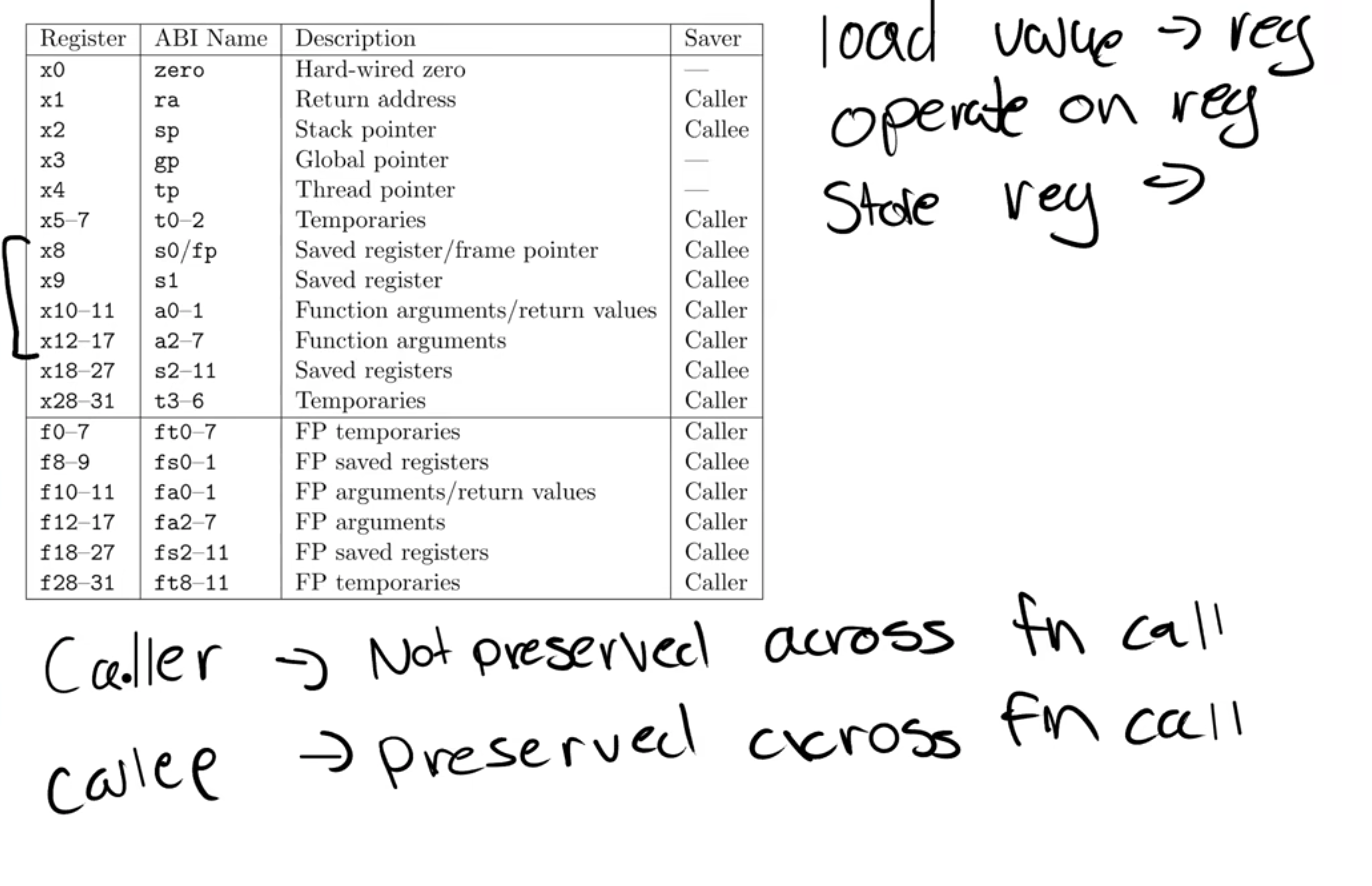 Register ABI Name Description Saver
x0 zero Hard-wired zero —
x1 ra Return address Caller
x2 sp Stack pointer Callee
x3 gp Global pointer —
x4 tp Thread pointer —
x5–7 t0–2 Temporaries Caller
x8 s0/fp Saved register/frame pointer Callee
x9 s1 Saved register Callee
x10–11 a0–1 Function arguments/return values Caller
x12–17 a2–7 Function arguments Caller
x18–27 s2–11 Saved registers Callee
x28–31 t3–6 Temporaries Caller
f0–7 ft0–7 FP temporaries Caller
f8–9 fs0–1 FP saved registers Callee
f10–11 fa0–1 FP arguments/return values Caller
f12–17 fa2–7 FP arguments Caller
f18–27 fs2–11 FP saved registers Callee
f28–31 ft8–11 FP temporaries Caller
load value → reg
operate on reg
Store reg →
Caller → Not preserved across fn call
callee → preserved across fn call